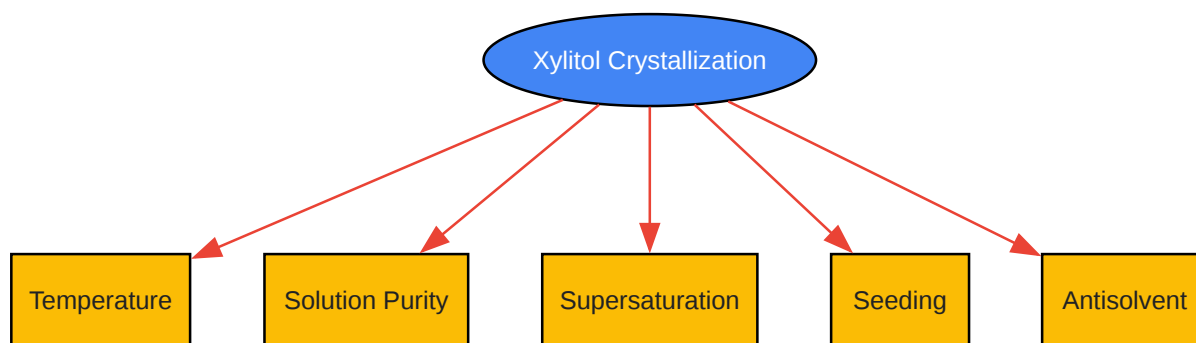 Xylitol Crystallization
Temperature
Solution Purity
Supersaturation
Seeding
Antisolvent